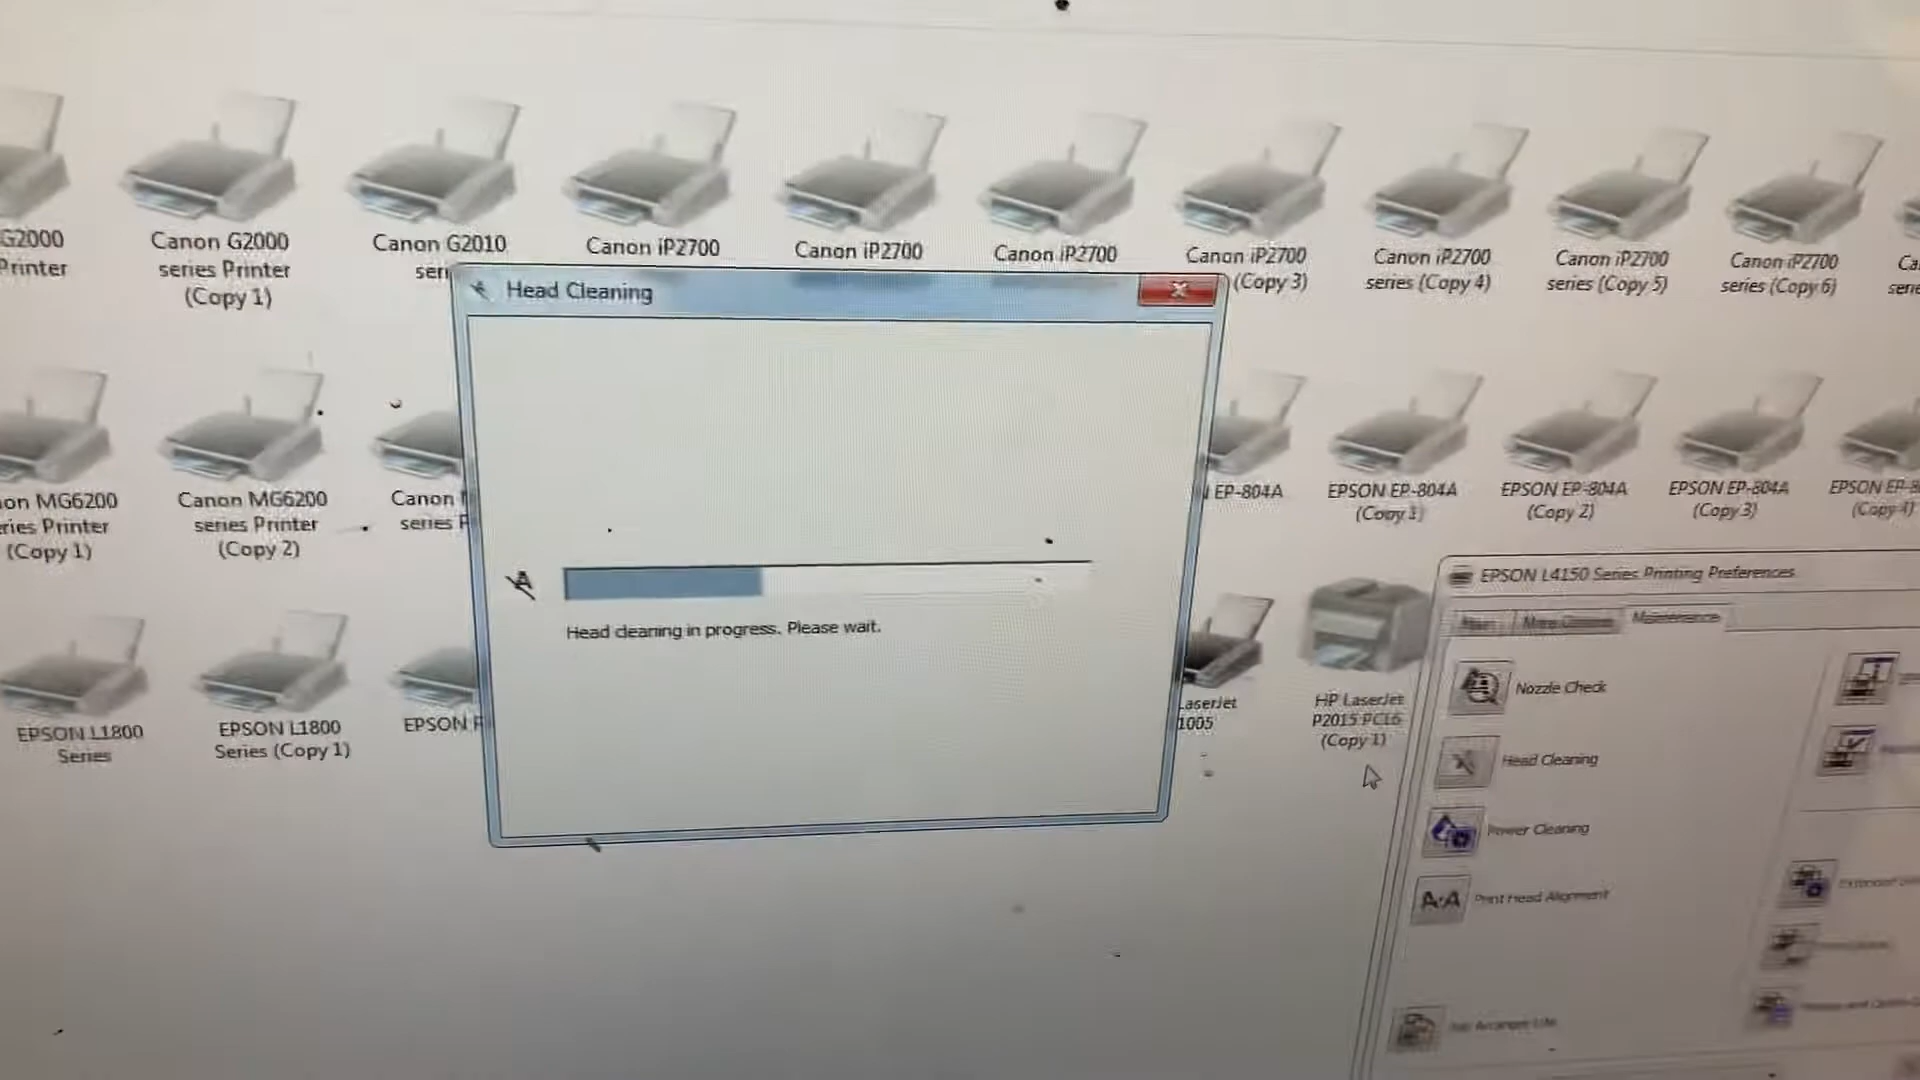 G2000
Printer
Canon G2000
series Printer
(Copy 1)
Canon G2010
Canon iP2700
Canon iP2700
Canon iP2700
Canon iP2700
(Copy 3)
Canon iP2700
series (Copy 4)
Canon iP2700
series (Copy 5)
Canon iP2700
series (Copy 6)
Head Cleaning
Head cleaning in progress. Please wait.
MG6200
Printer
(Copy 1)
Canon MG6200
series Printer
(Copy 2)
Canon
series
EP-804A
EPSON EP-804A
(Copy 1)
EPSON EP-804A
(Copy 2)
EPSON EP-804A
(Copy 3)
EPSON
(Copy 4)
EPSON L1800
Series
EPSON L1800
Series (Copy 1)
EPSON
1005
HP LaserJet
P2015 PCL6
(Copy 1)
EPSON L4150 Series Printing Preferences
Main More Options Maintenance
Nozzle Check
Head Cleaning
Power Cleaning
Print Head Alignment